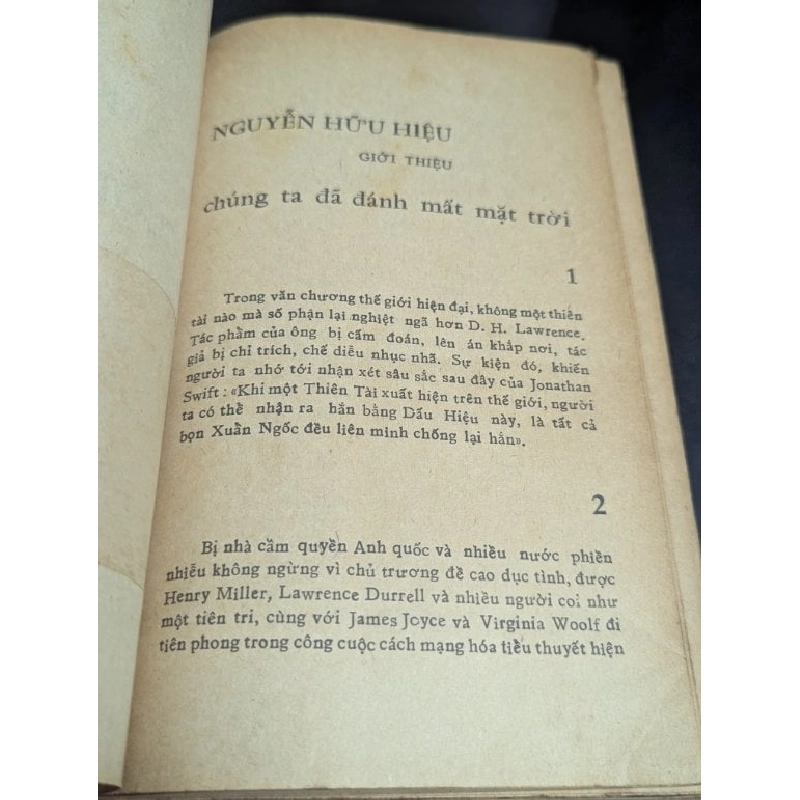 NGUYỄN HỮU HIỆU
GIỚI THIỆU
chúng ta đã đánh mất mặt trời
1
Trong văn chương thế giới hiện đại, không một thiên
tài nào mà số phận lại nghiệt ngã hơn D. H. Lawrence.
Tác phẩm của ông bị cấm đoán, lên án khắp nơi, tác
giả bị chỉ trích, chế diễu nhục nhã. Sự kiện đó, khiến
người ta nhớ tới nhận xét sâu sắc sau đây của Jonathan
Swift : «Khi một Thiên Tài xuất hiện trên thế giới, người
ta có thể nhận ra hắn bằng Dấu Hiệu này, là tất cả
bọn Xuẩn Ngốc đều liên minh chống lại hắn».
2
Bị nhà cầm quyền Anh quốc và nhiều nước phiền
nhiễu không ngừng vì chủ trương đề cao dục tình, được
Henry Miller, Lawrence Durrell và nhiều người coi như
một tiên tri, cùng với James Joyce và Virginia Woolf đi
tiên phong trong công cuộc cách mạng hóa tiểu thuyết hiện